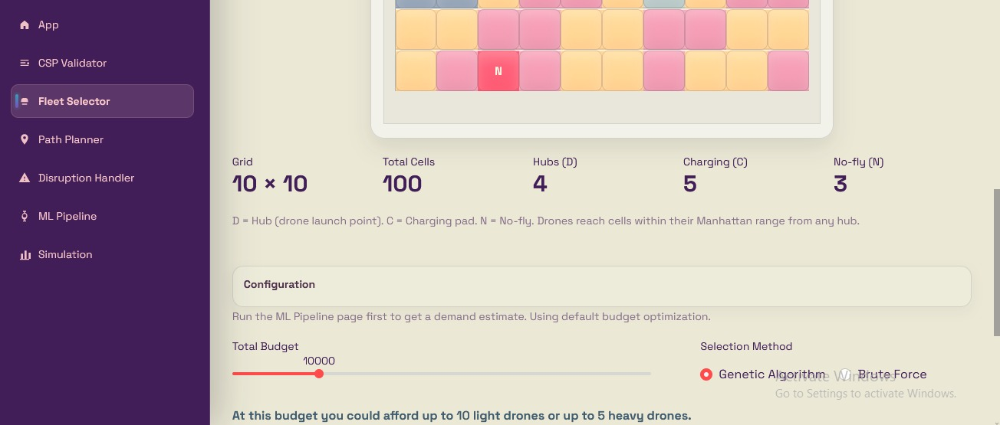 App
CSP Validator
Fleet Selector
Path Planner
Disruption Handler
ML Pipeline
Simulation
N
Grid
10 × 10
Total Cells
100
Hubs (D)
4
Charging (C)
5
No-fly (N)
3
D = Hub (drone launch point). C = Charging pad. N = No-fly. Drones reach cells within their Manhattan range from any hub.
Configuration
Run the ML Pipeline page first to get a demand estimate. Using default budget optimization.
Total Budget
10000
Selection Method
Genetic Algorithm
Brute Force
Activate Windows
Go to Settings to activate Windows.
At this budget you could afford up to 10 light drones or up to 5 heavy drones.